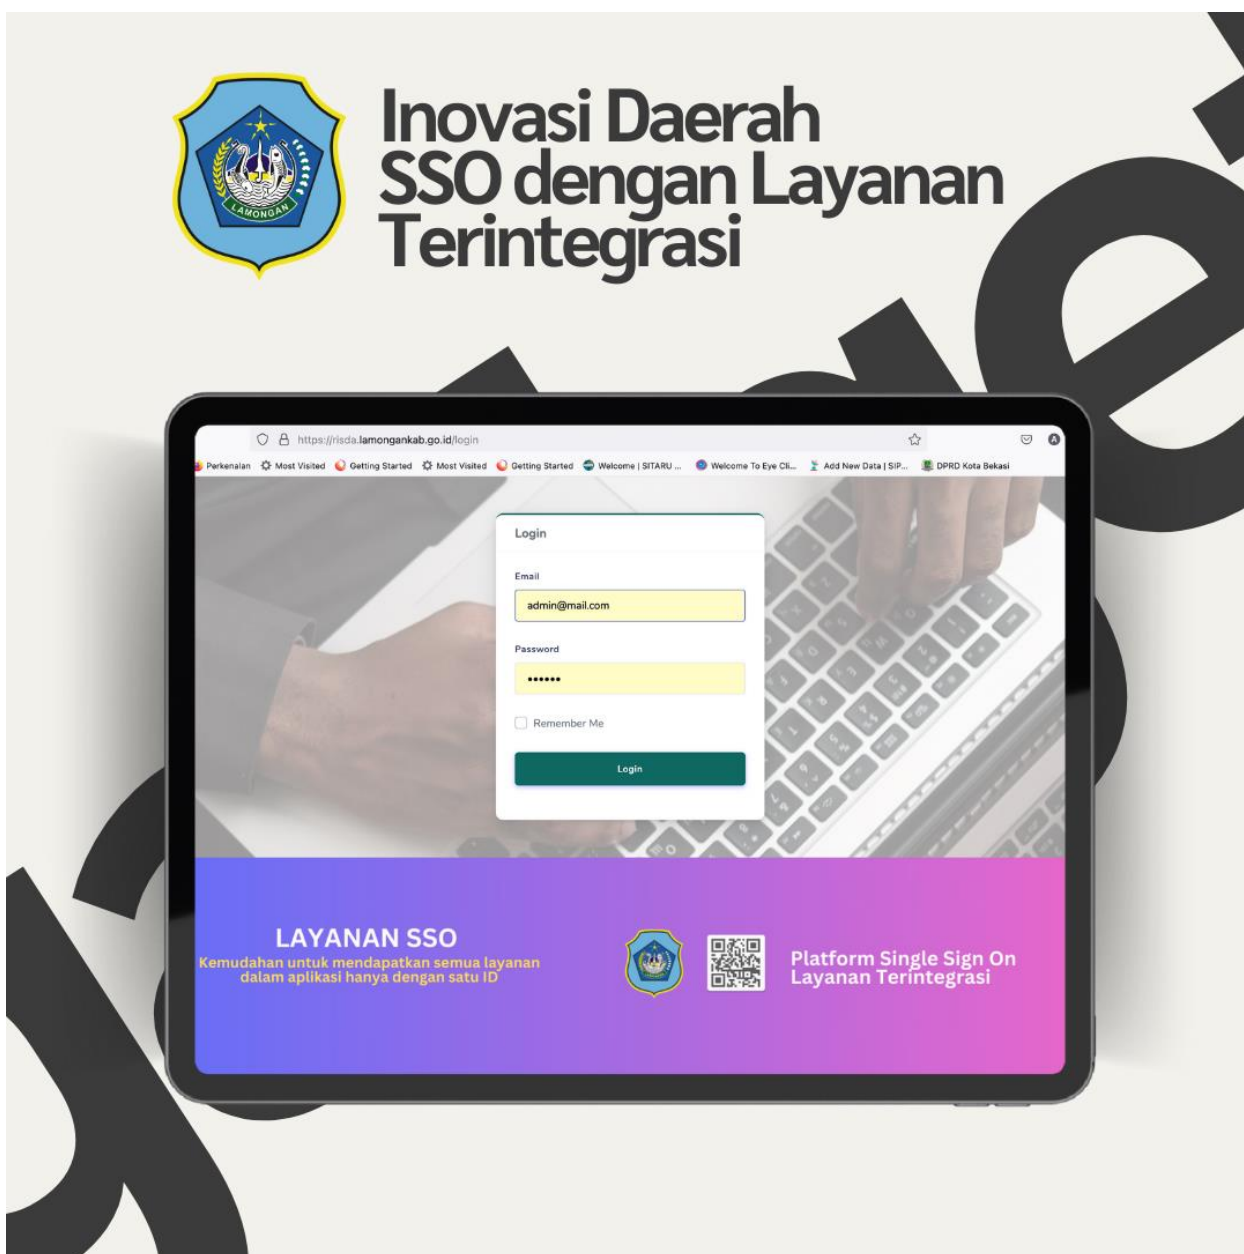 Inovasi Daerah
SSO dengan Layanan
Terintegrasi
LAMONGAN
https://risda.lamongankab.go.id/login
A
Perkenalan Most Visited Getting Started Most Visited Getting Started Welcome | SITARU ... Welcome To Eye Cli... Add New Data | SIP... DPRD Kota Bekasi
Login
Email
admin@mail.com
Password
••••••
Remember Me
Login
LAYANAN SSO
Kemudahan untuk mendapatkan semua layanan
dalam aplikasi hanya dengan satu ID
Platform Single Sign On
Layanan Terintegrasi